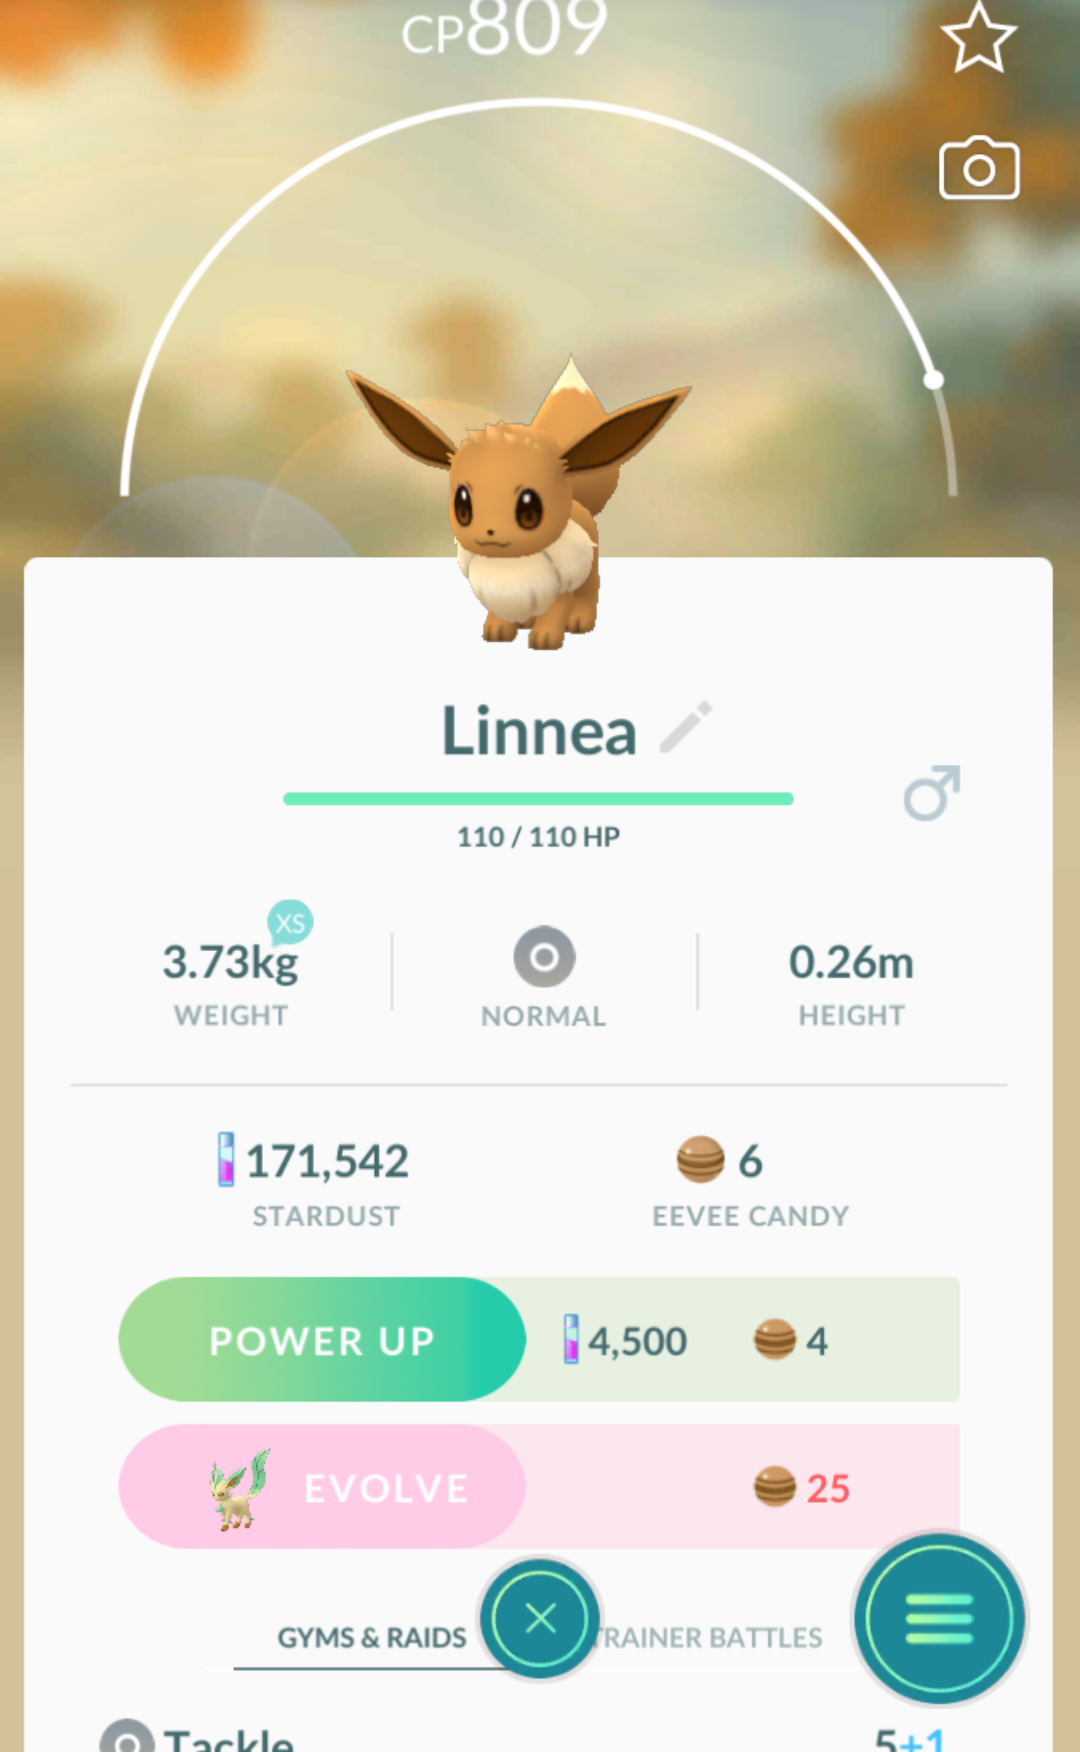 CP809
Linnea
110 / 110 HP
XS
3.73kg
WEIGHT
NORMAL
0.26m
HEIGHT
171,542
STARDUST
6
EEVEE CANDY
POWER UP 4,500 4
EVOLVE 25
GYMS & RAIDS TRAINER BATTLES
Tackle 5+1